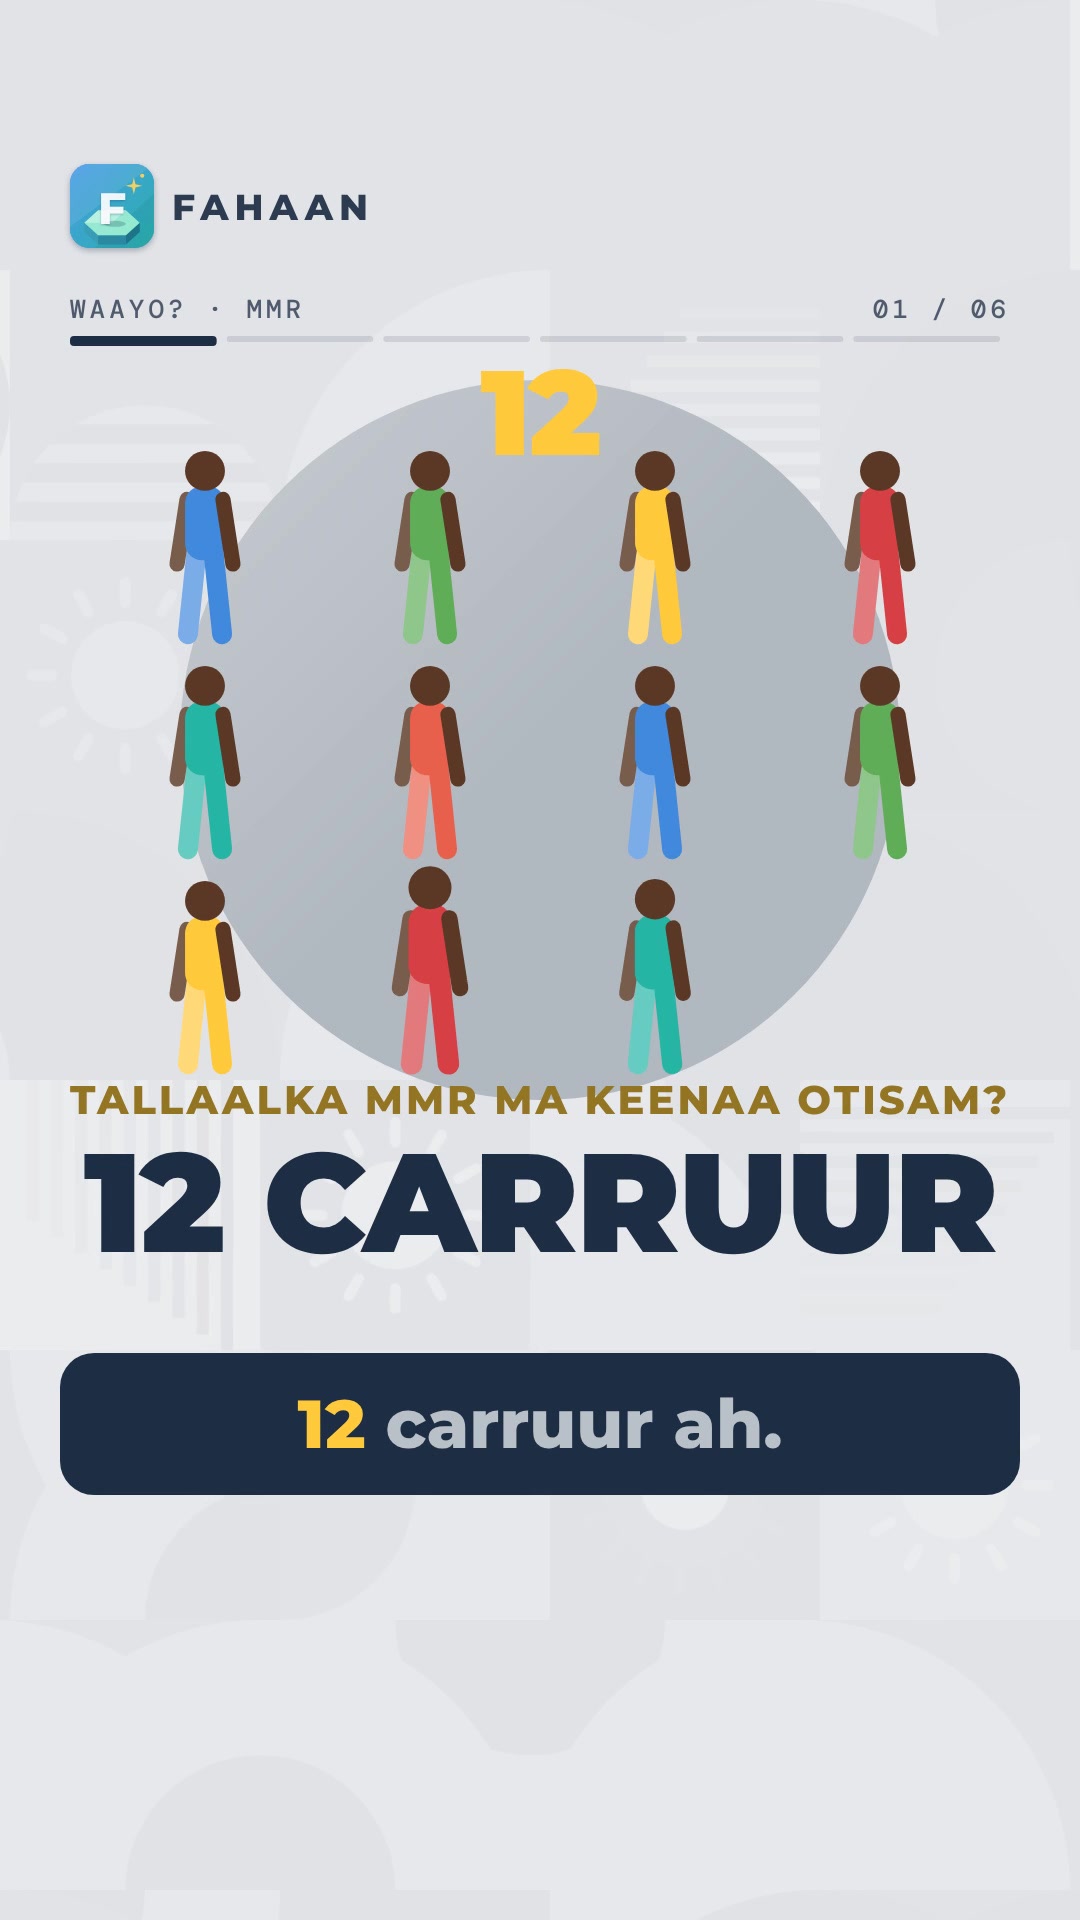 F
FAHAAN
WAAYO? · MMR
01 / 06
12
TALLAALKA MMR MA KEENAA OTISAM?
12 CARRUUR
12 carruur ah.